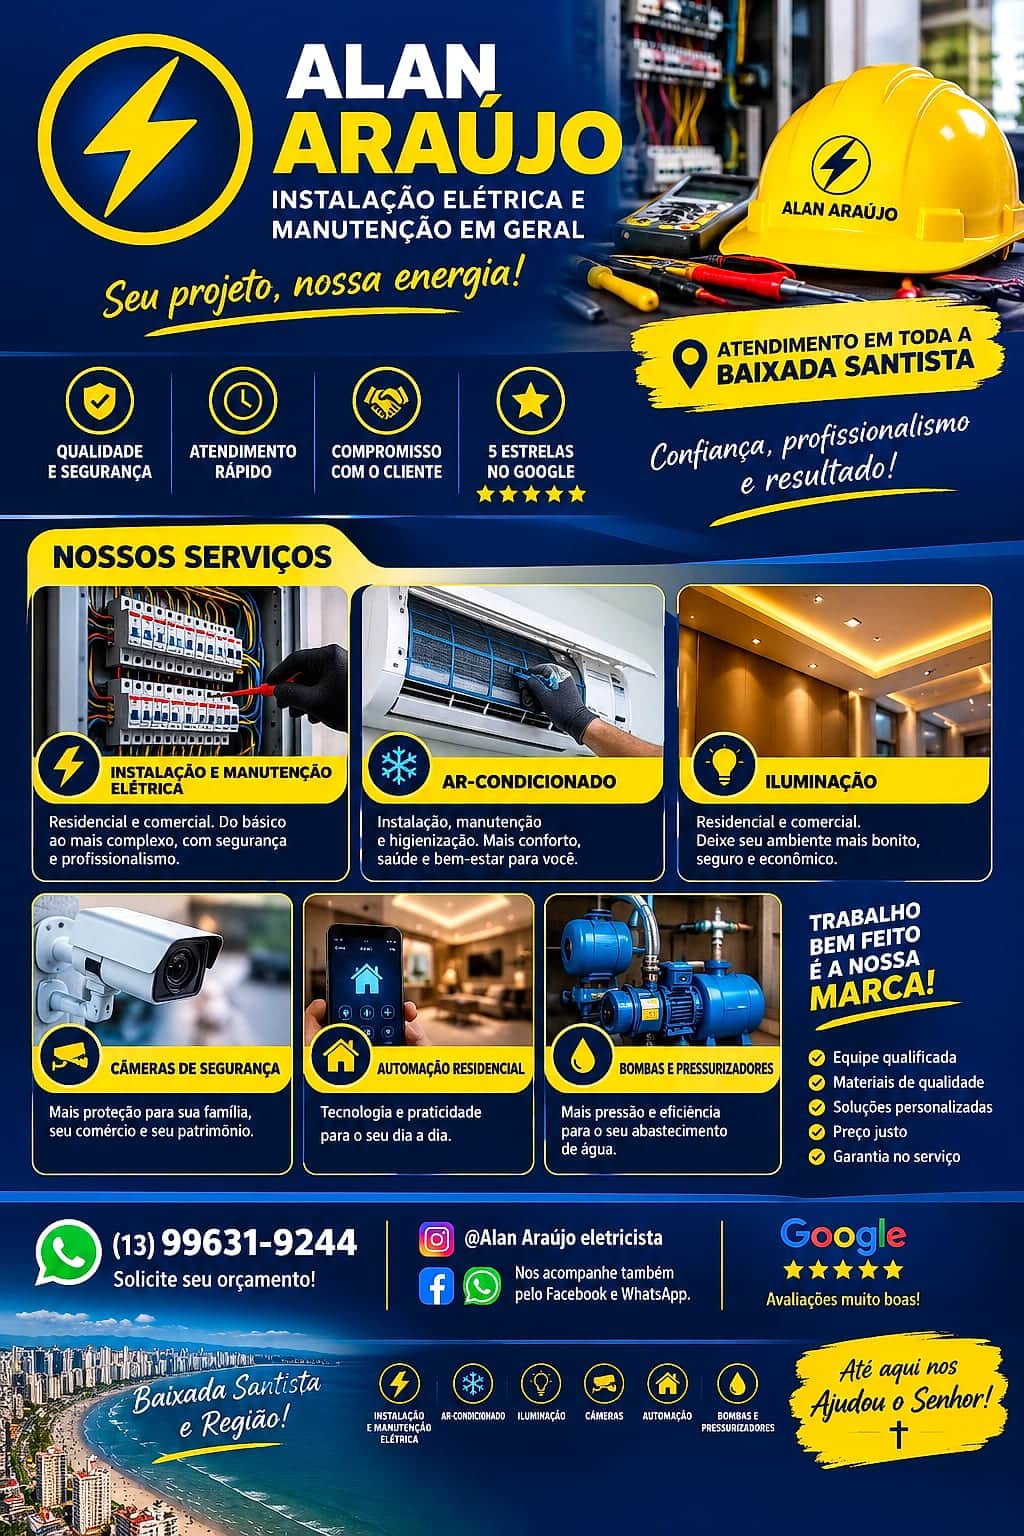 ALAN
ARAÚJO
INSTALAÇÃO ELÉTRICA E
MANUTENÇÃO EM GERAL
Seu projeto, nossa energia!
ALAN ARAÚJO
ATENDIMENTO EM TODA A
BAIXADA SANTISTA
Confiança, profissionalismo
e resultado!
QUALIDADE
E SEGURANÇA
ATENDIMENTO
RÁPIDO
COMPROMISSO
COM O CLIENTE
5 ESTRELAS
NO GOOGLE
NOSSOS SERVIÇOS
INSTALAÇÃO E MANUTENÇÃO
ELÉTRICA
Residencial e comercial. Do básico
ao mais complexo, com segurança
e profissionalismo.
AR-CONDICIONADO
Instalação, manutenção
e higienização. Mais conforto,
saúde e bem-estar para você.
ILUMINAÇÃO
Residencial e comercial.
Deixe seu ambiente mais bonito,
seguro e econômico.
CÂMERAS DE SEGURANÇA
Mais proteção para sua família,
seu comércio e seu patrimônio.
AUTOMAÇÃO RESIDENCIAL
Tecnologia e praticidade
para o seu dia a dia.
BOMBAS E PRESSURIZADORES
Mais pressão e eficiência
para o seu abastecimento
de água.
TRABALHO
BEM FEITO
É A NOSSA
MARCA!
Equipe qualificada
Materiais de qualidade
Soluções personalizadas
Preço justo
Garantia no serviço
(13) 99631-9244
Solicite seu orçamento!
@Alan Araújo eletricista
Nos acompanhe também
pelo Facebook e WhatsApp.
Google
Avaliações muito boas!
Baixada Santista
e Região!
INSTALAÇÃO
E MANUTENÇÃO
ELÉTRICA
AR-CONDICIONADO
ILUMINAÇÃO
CÂMERAS
AUTOMAÇÃO
BOMBAS E
PRESSURIZADORES
Até aqui nos
Ajudou o Senhor!